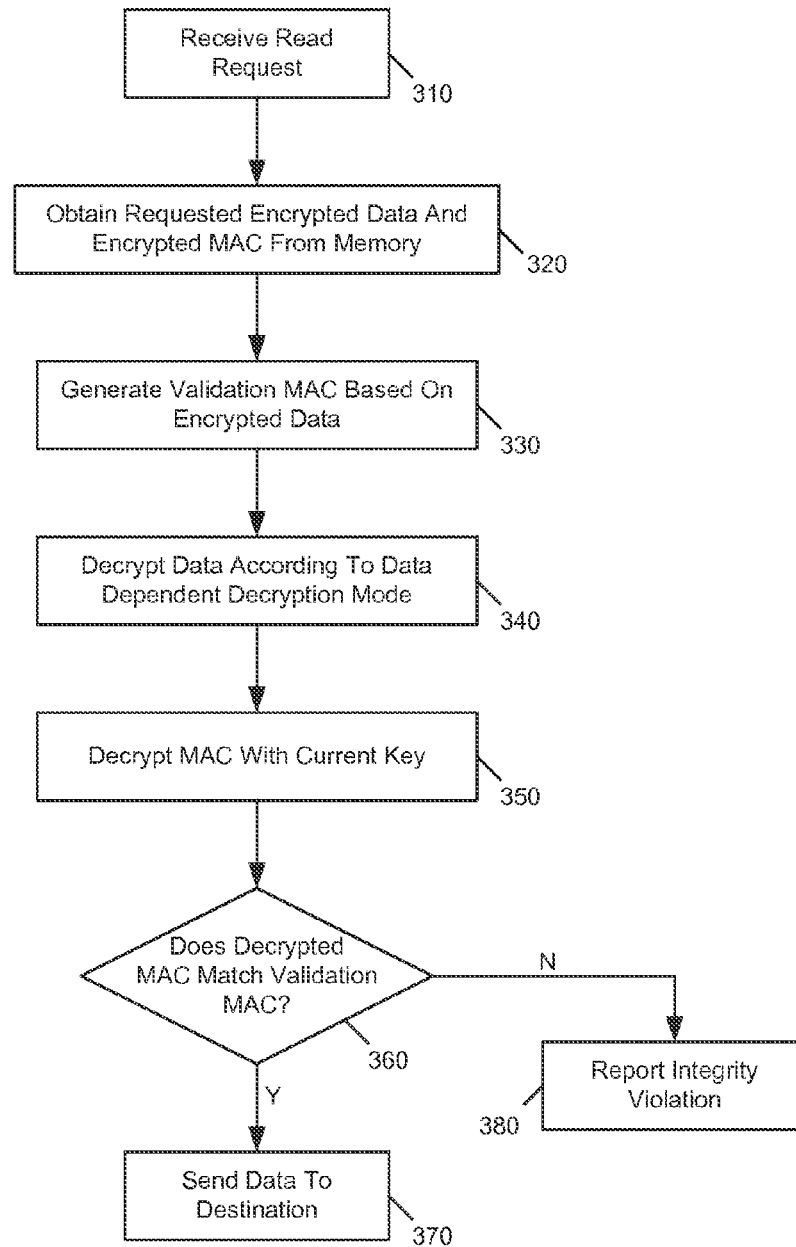 Receive Read
Request
310
Obtain Requested Encrypted Data And
Encrypted MAC From Memory
320
Generate Validation MAC Based On
Encrypted Data
330
Decrypt Data According To Data
Dependent Decryption Mode
340
Decrypt MAC With Current Key
350
Does Decrypted
MAC Match Validation
MAC?
360
N
Y
Report Integrity
Violation
380
Send Data To
Destination
370